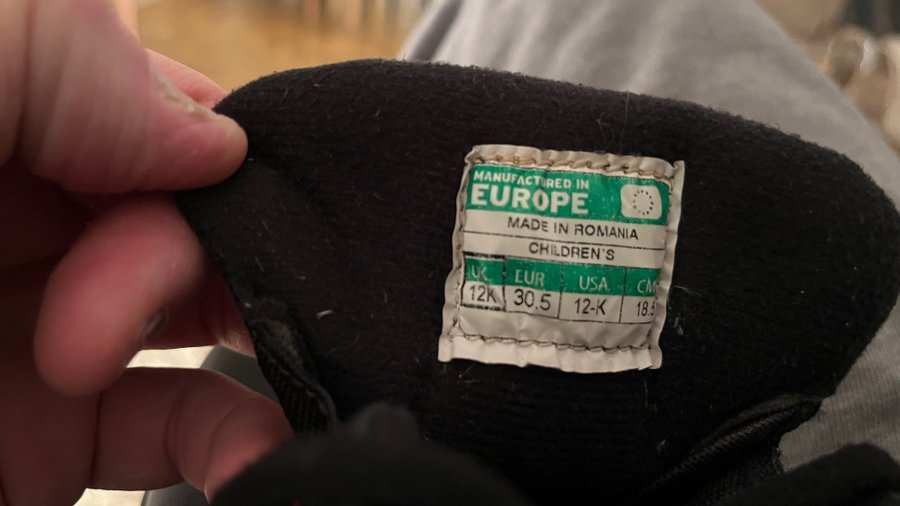 MANUFACTURED IN
EUROPE
MADE IN ROMANIA
CHILDREN'S
UK EUR USA CM
12K 30.5 12-K 18.5